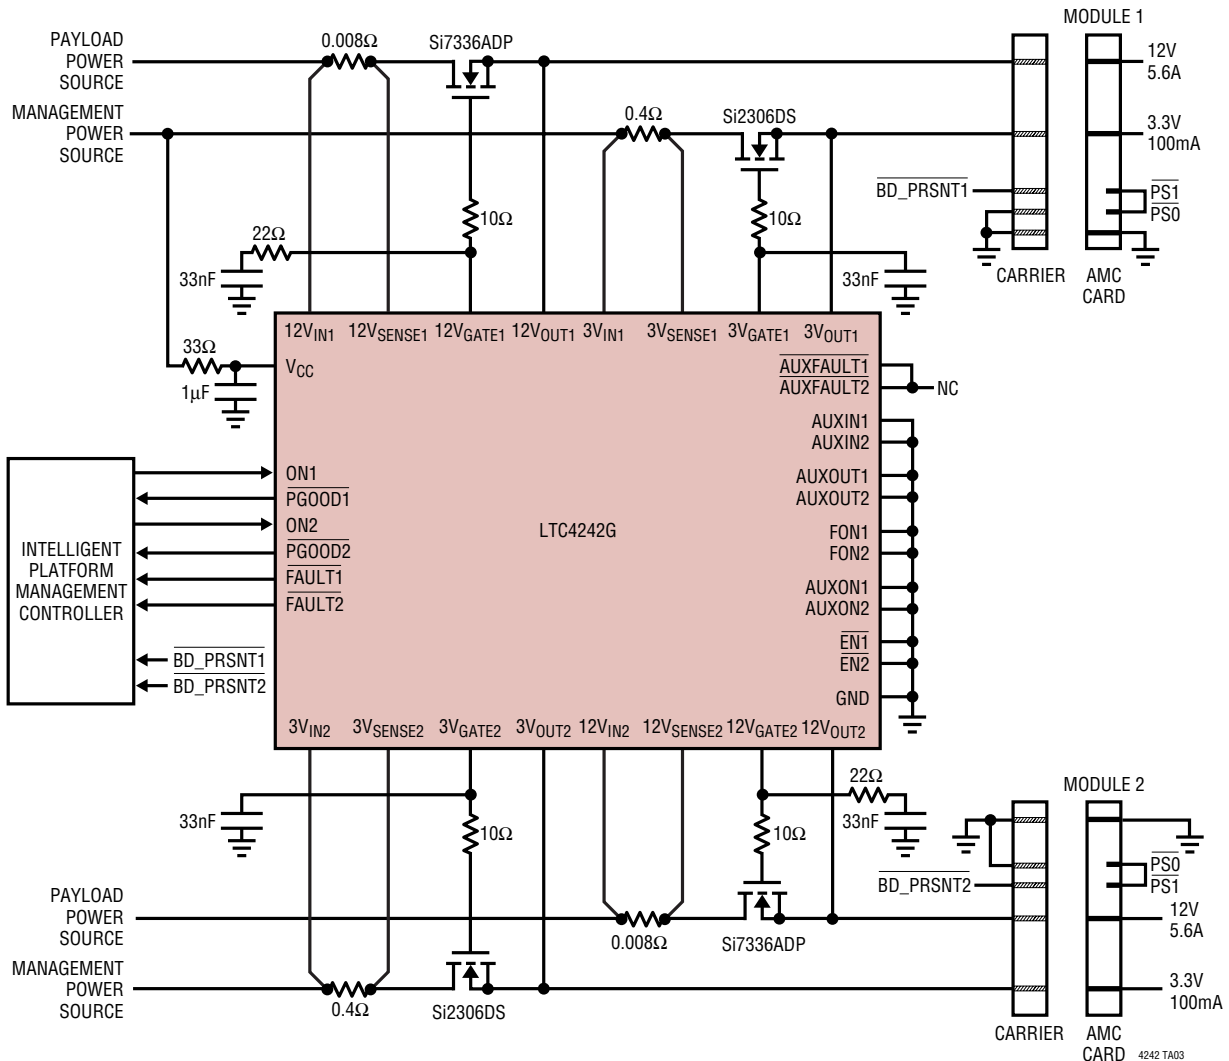 MODULE 1
PAYLOAD
POWER
SOURCE
0.008Ω
Si7336ADP
12V
5.6A
MANAGEMENT
POWER
SOURCE
0.4Ω
Si2306DS
3.3V
100mA
BD_PRSNT1
PS1
PS0
10Ω
10Ω
22Ω
33nF
33nF
CARRIER
AMC
CARD
12VIN1
12VSENSE1
12VGATE1
12VOUT1
3VIN1
3VSENSE1
3VGATE1
3VOUT1
33Ω
VCC
1µF
AUXFAULT1
AUXFAULT2
NC
AUXIN1
AUXIN2
ON1
AUXOUT1
PGOOD1
AUXOUT2
ON2
LTC4242G
FON1
PGOOD2
FON2
INTELLIGENT
PLATFORM
MANAGEMENT
CONTROLLER
FAULT1
AUXON1
FAULT2
AUXON2
EN1
BD_PRSNT1
EN2
BD_PRSNT2
GND
3VIN2
3VSENSE2
3VGATE2
3VOUT2
12VIN2
12VSENSE2
12VGATE2
12VOUT2
22Ω
MODULE 2
33nF
10Ω
10Ω
33nF
PS0
BD_PRSNT2
PS1
PAYLOAD
POWER
SOURCE
0.008Ω
Si7336ADP
12V
5.6A
MANAGEMENT
POWER
SOURCE
0.4Ω
Si2306DS
3.3V
100mA
CARRIER
AMC
CARD
4242 TA03